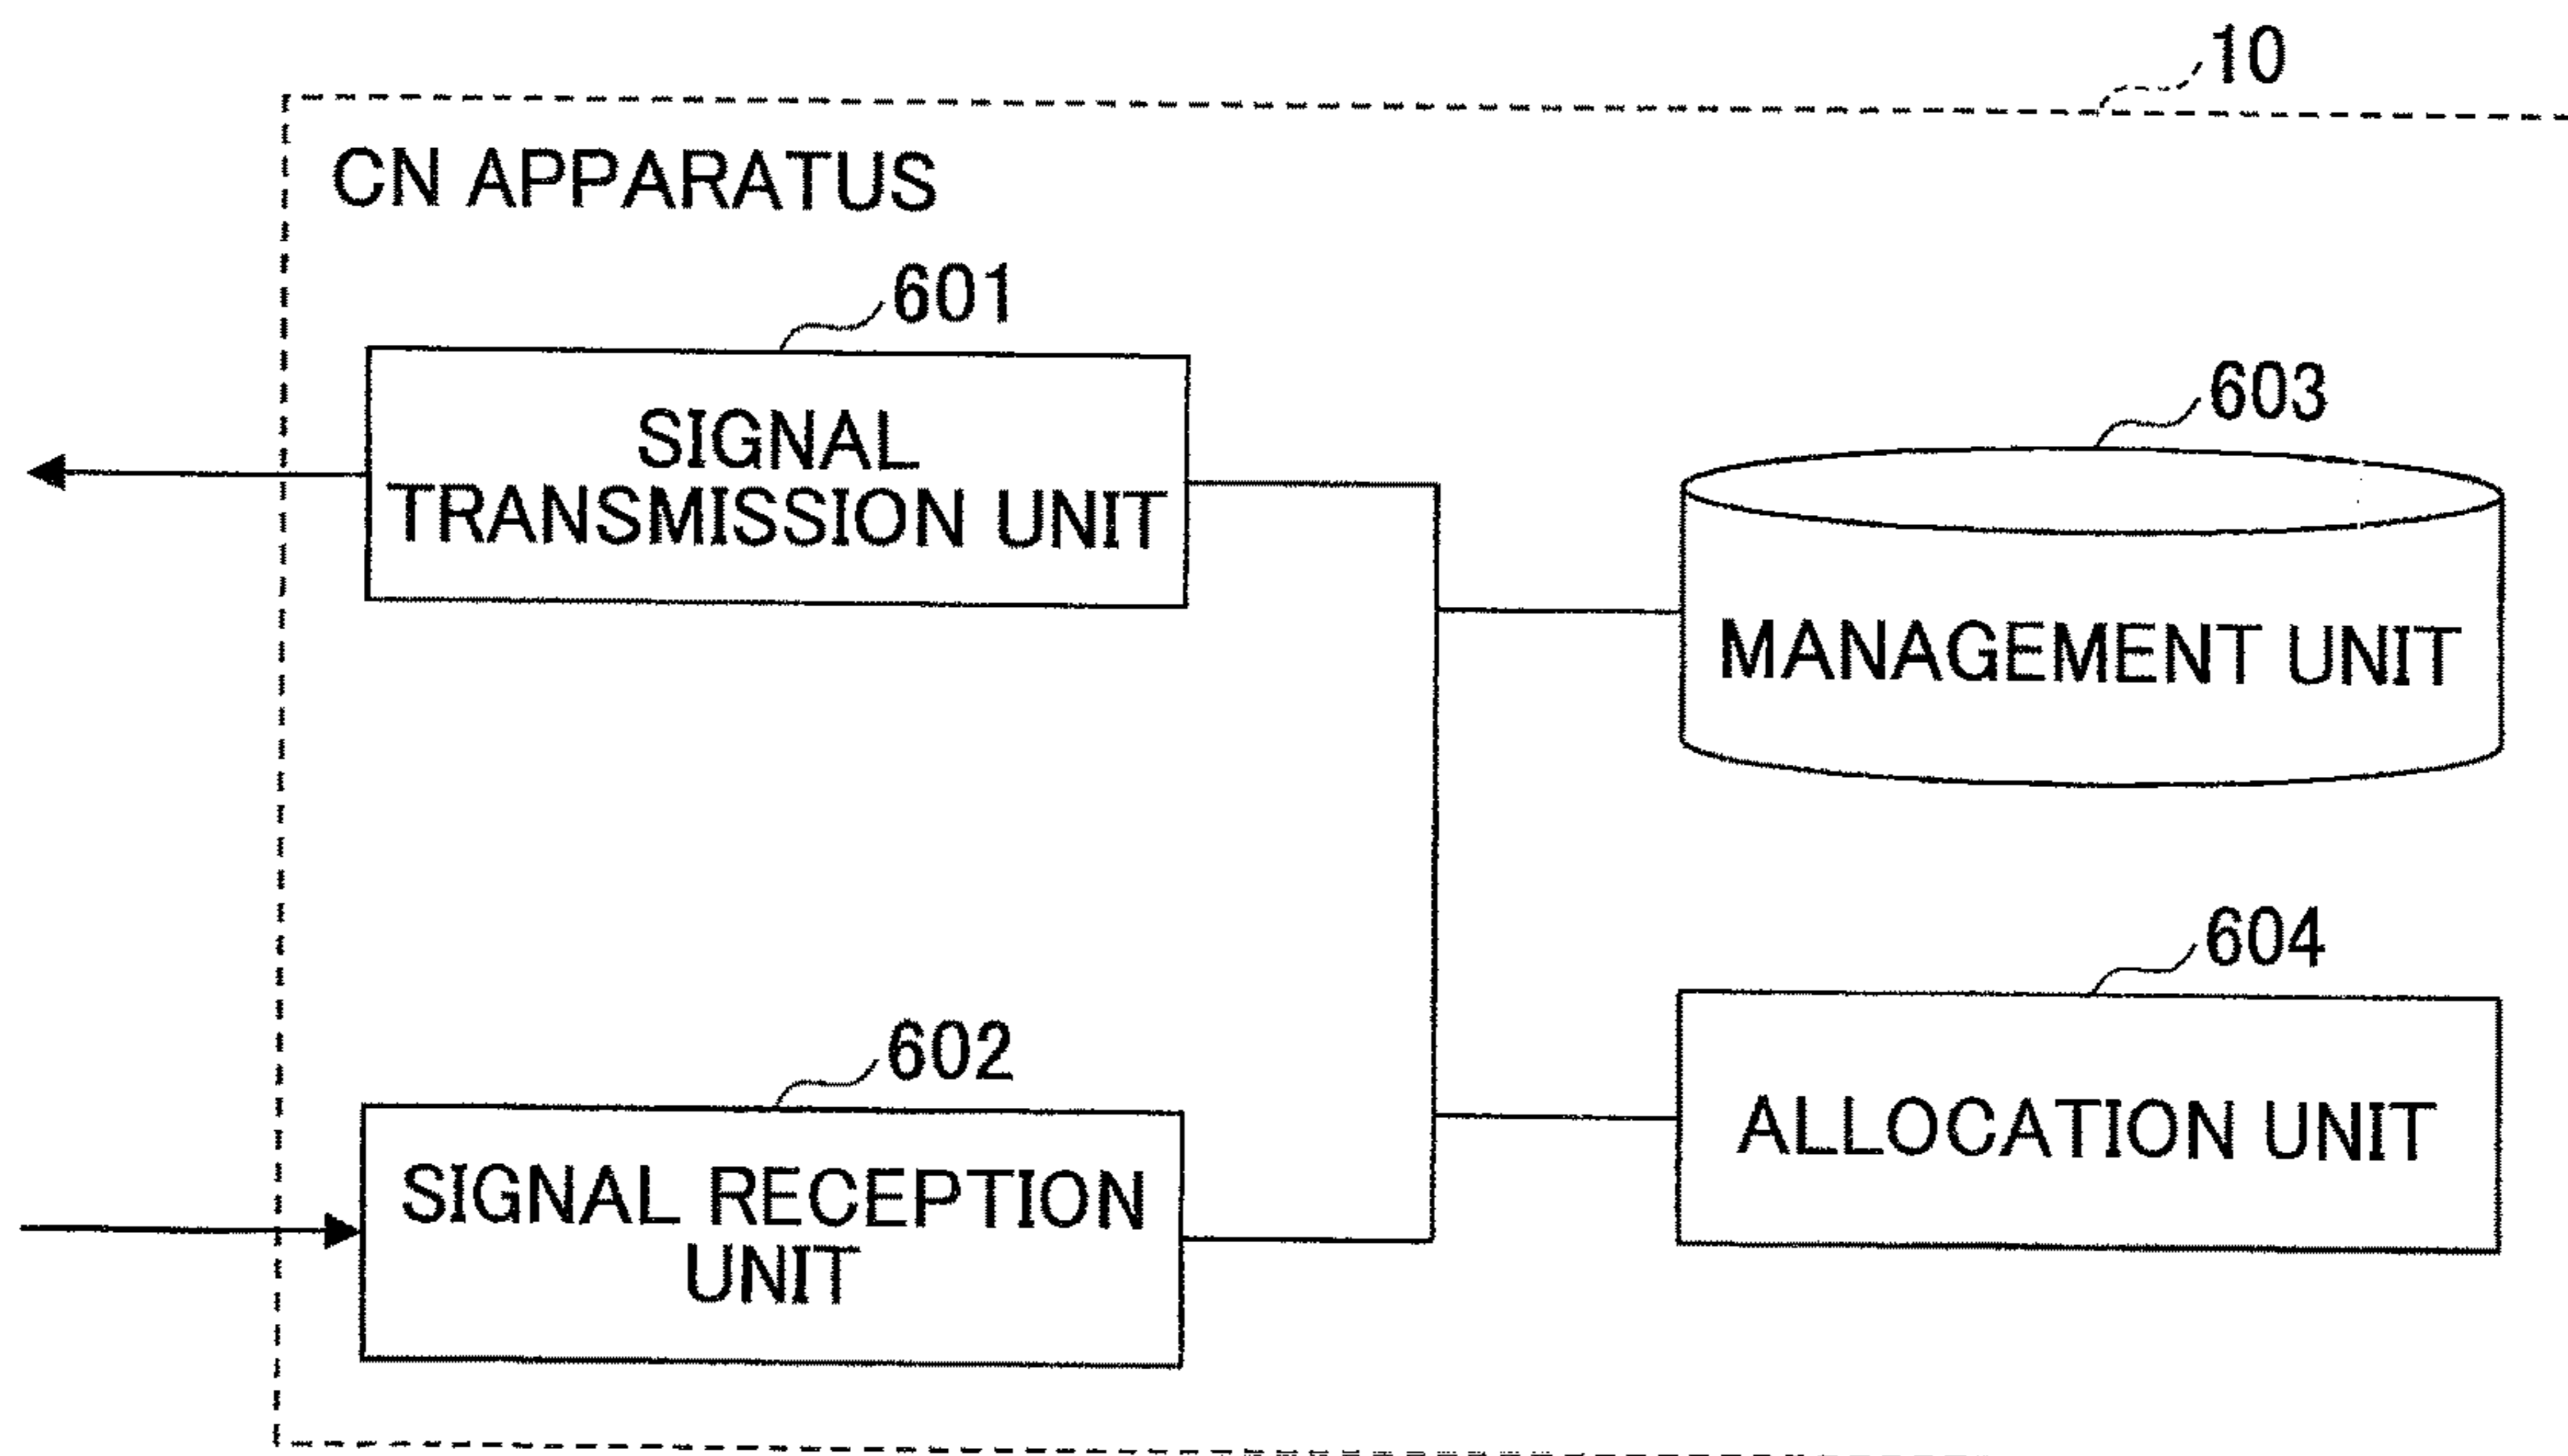 10
CN APPARATUS
601
SIGNAL
TRANSMISSION UNIT
603
MANAGEMENT UNIT
602
SIGNAL RECEPTION
UNIT
604
ALLOCATION UNIT